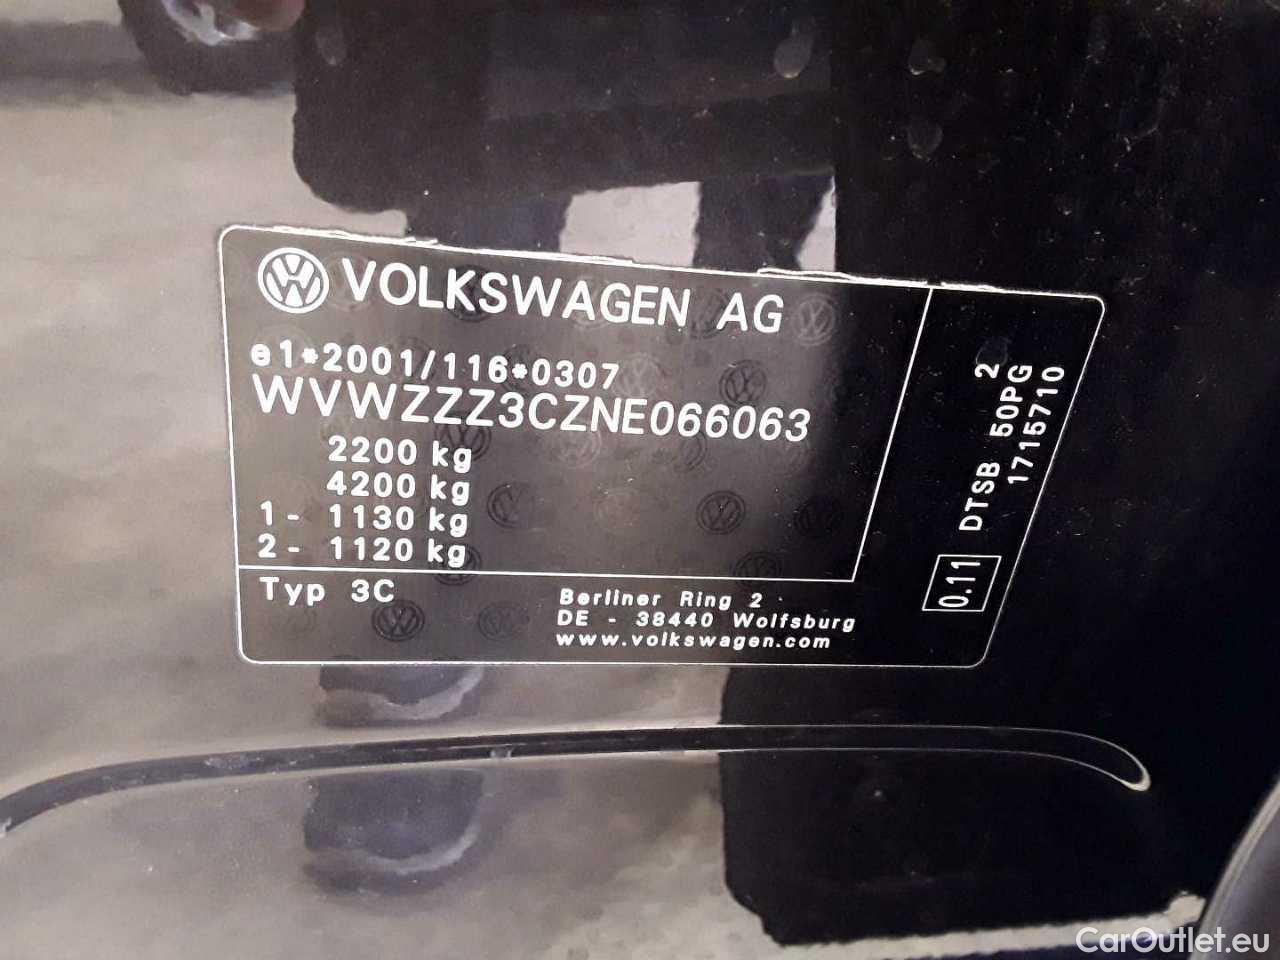 VOLKSWAGEN AG
e1*2001/116*0307
WVWZZZ3CZNE066063
2200 kg
4200 kg
1- 1130 kg
2- 1120 kg
Typ 3C
Berliner Ring 2
DE - 38440 Wolfsburg
www.volkswagen.com
0.11 DTSB 50PG 2
1715710
CarOutlet.eu